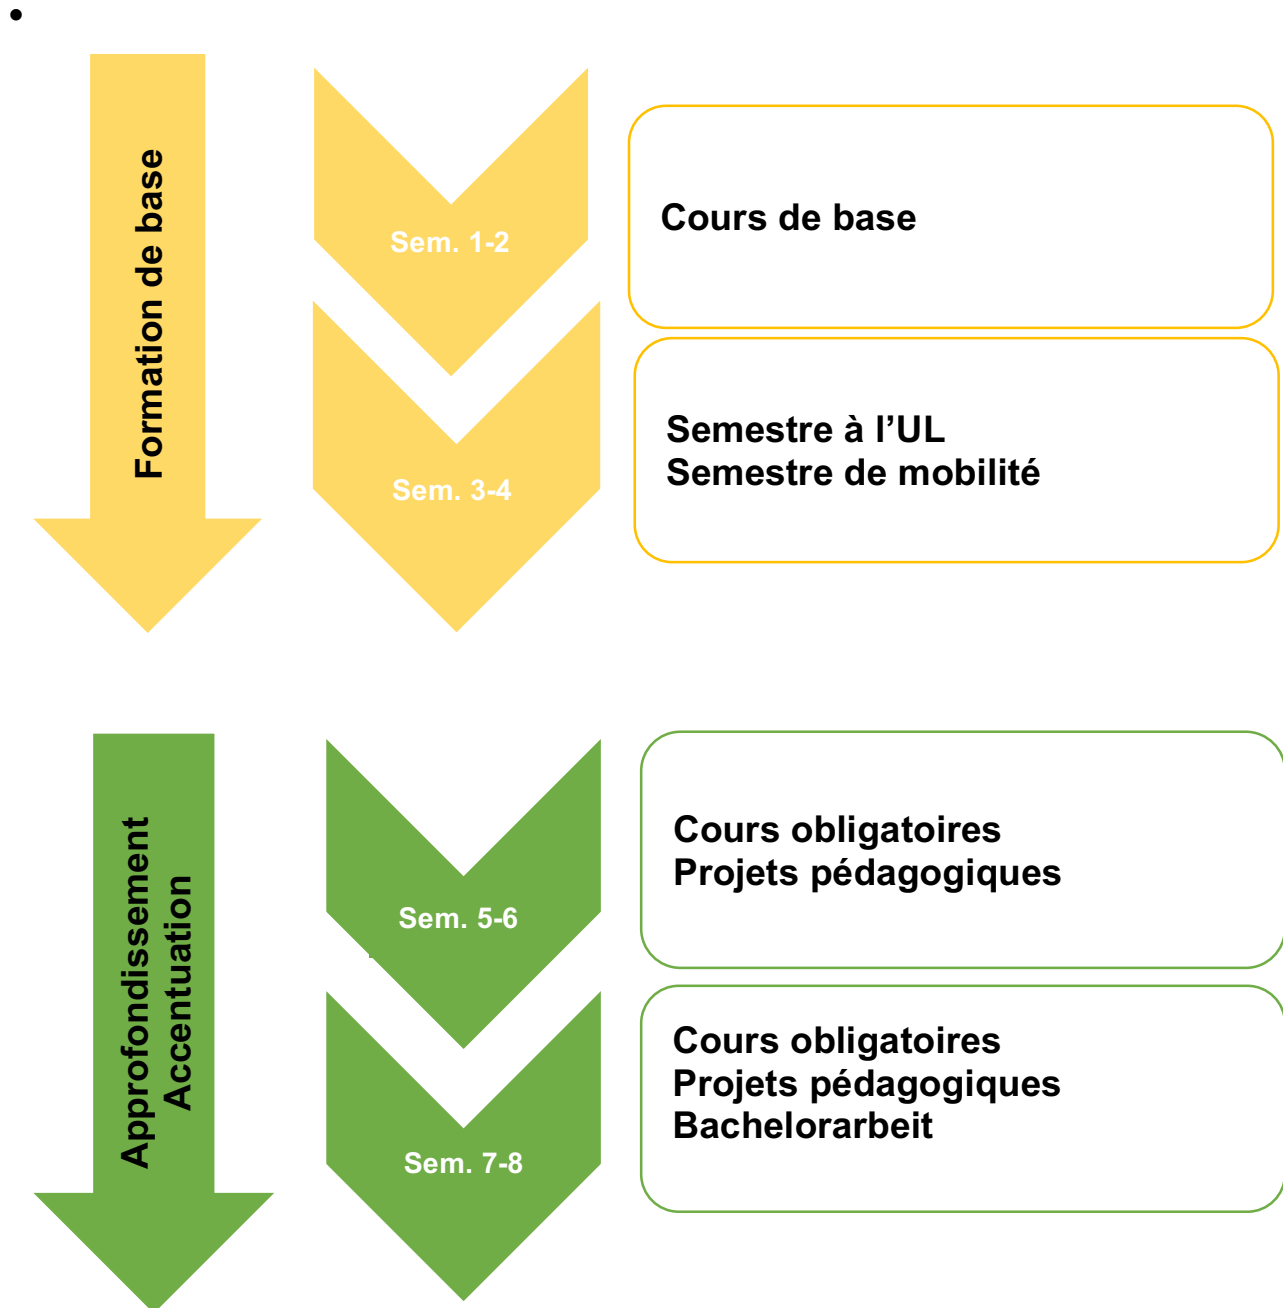 •
Formation de base
Sem. 1-2
Cours de base
Sem. 3-4
Semestre à l’UL
Semestre de mobilité
Approfondissement
Accentuation
Sem. 5-6
Cours obligatoires
Projets pédagogiques
Sem. 7-8
Cours obligatoires
Projets pédagogiques
Bachelorarbeit